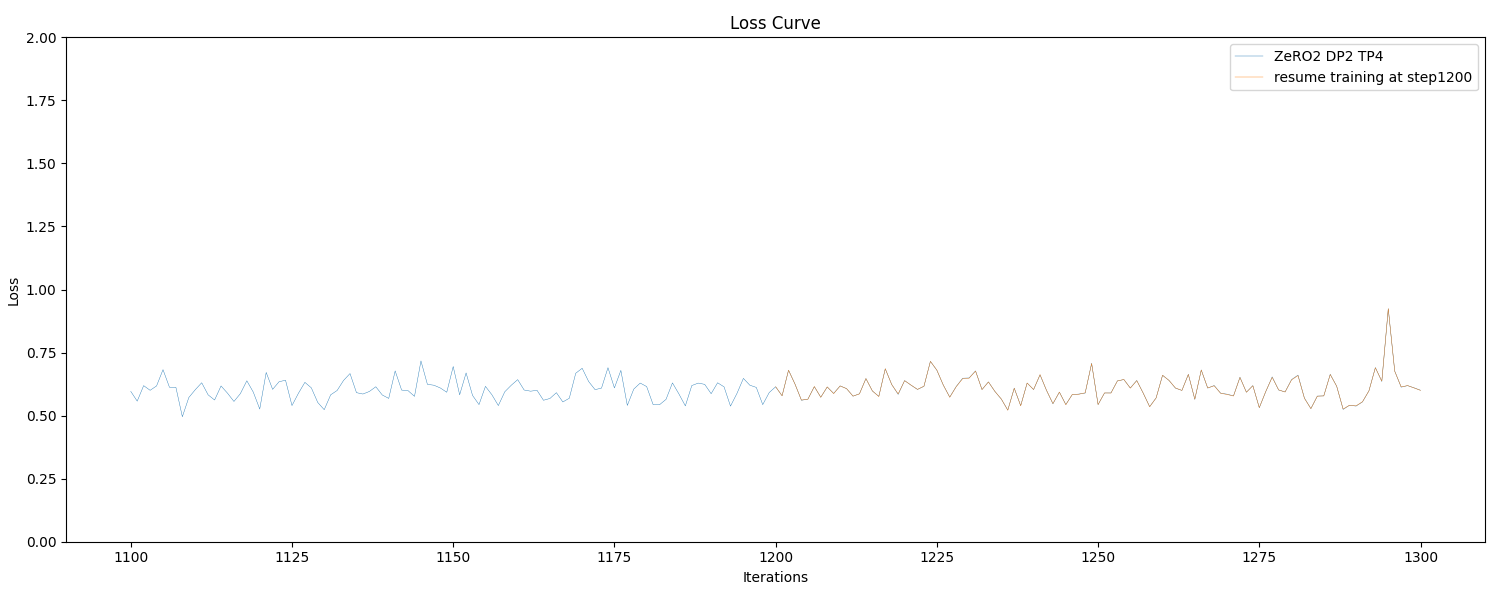 Loss Curve
2.00
1.75
1.50
1.25
1.00
0.75
0.50
0.25
0.00
Loss
ZeRO2 DP2 TP4
resume training at step1200
1100 1125 1150 1175 1200 1225 1250 1275 1300
Iterations